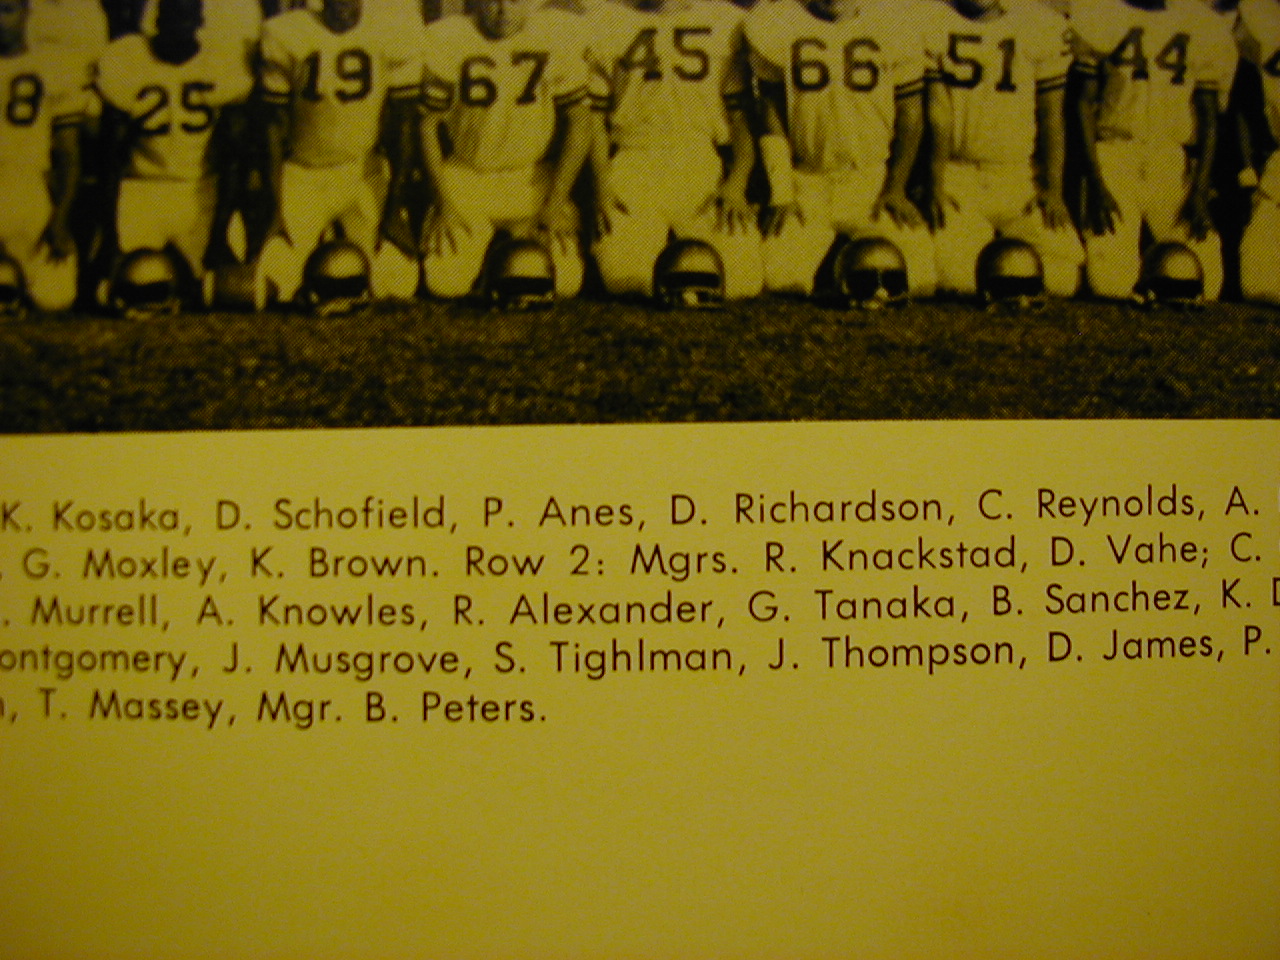 8 25 19 67 45 66 51 44
K. Kosaka, D. Schofield, P. Anes, D. Richardson, C. Reynolds, A.
G. Moxley, K. Brown. Row 2: Mgrs. R. Knackstad, D. Vahe; C.
. Murrell, A. Knowles, R. Alexander, G. Tanaka, B. Sanchez, K. D
ontgomery, J. Musgrove, S. Tighlman, J. Thompson, D. James, P.
, T. Massey, Mgr. B. Peters.